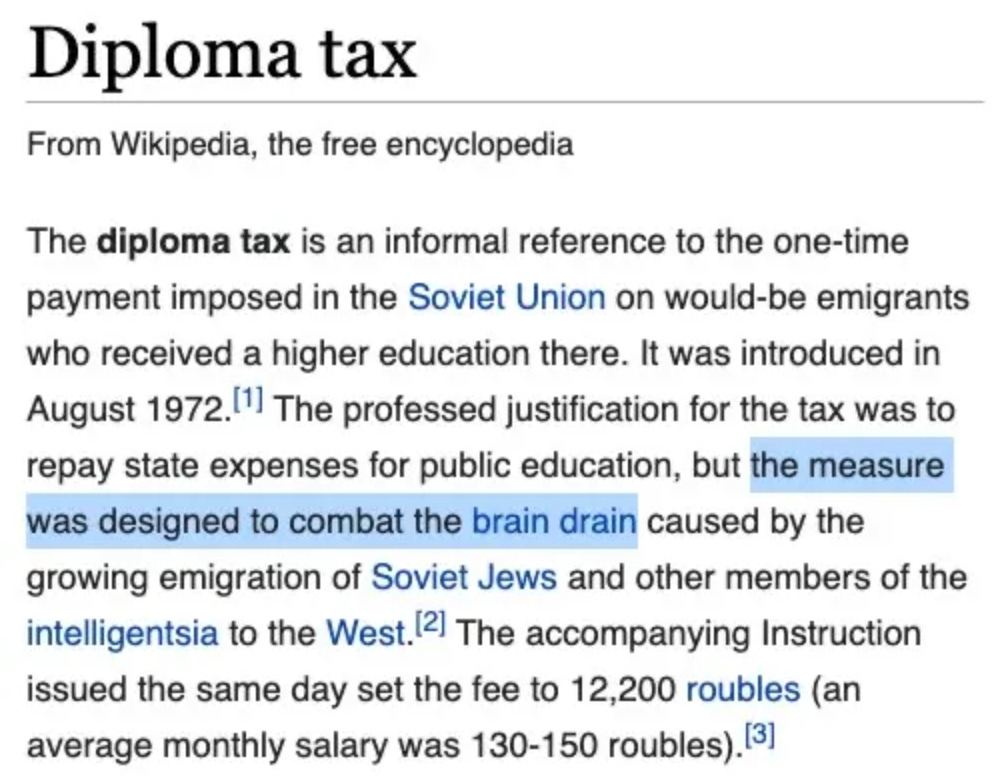 Diploma tax
From Wikipedia, the free encyclopedia
The diploma tax is an informal reference to the one-time
payment imposed in the Soviet Union on would-be emigrants
who received a higher education there. It was introduced in
August 1972.[1] The professed justification for the tax was to
repay state expenses for public education, but the measure
was designed to combat the brain drain caused by the
growing emigration of Soviet Jews and other members of the
intelligentsia to the West.[2] The accompanying Instruction
issued the same day set the fee to 12,200 roubles (an
average monthly salary was 130-150 roubles).[3]